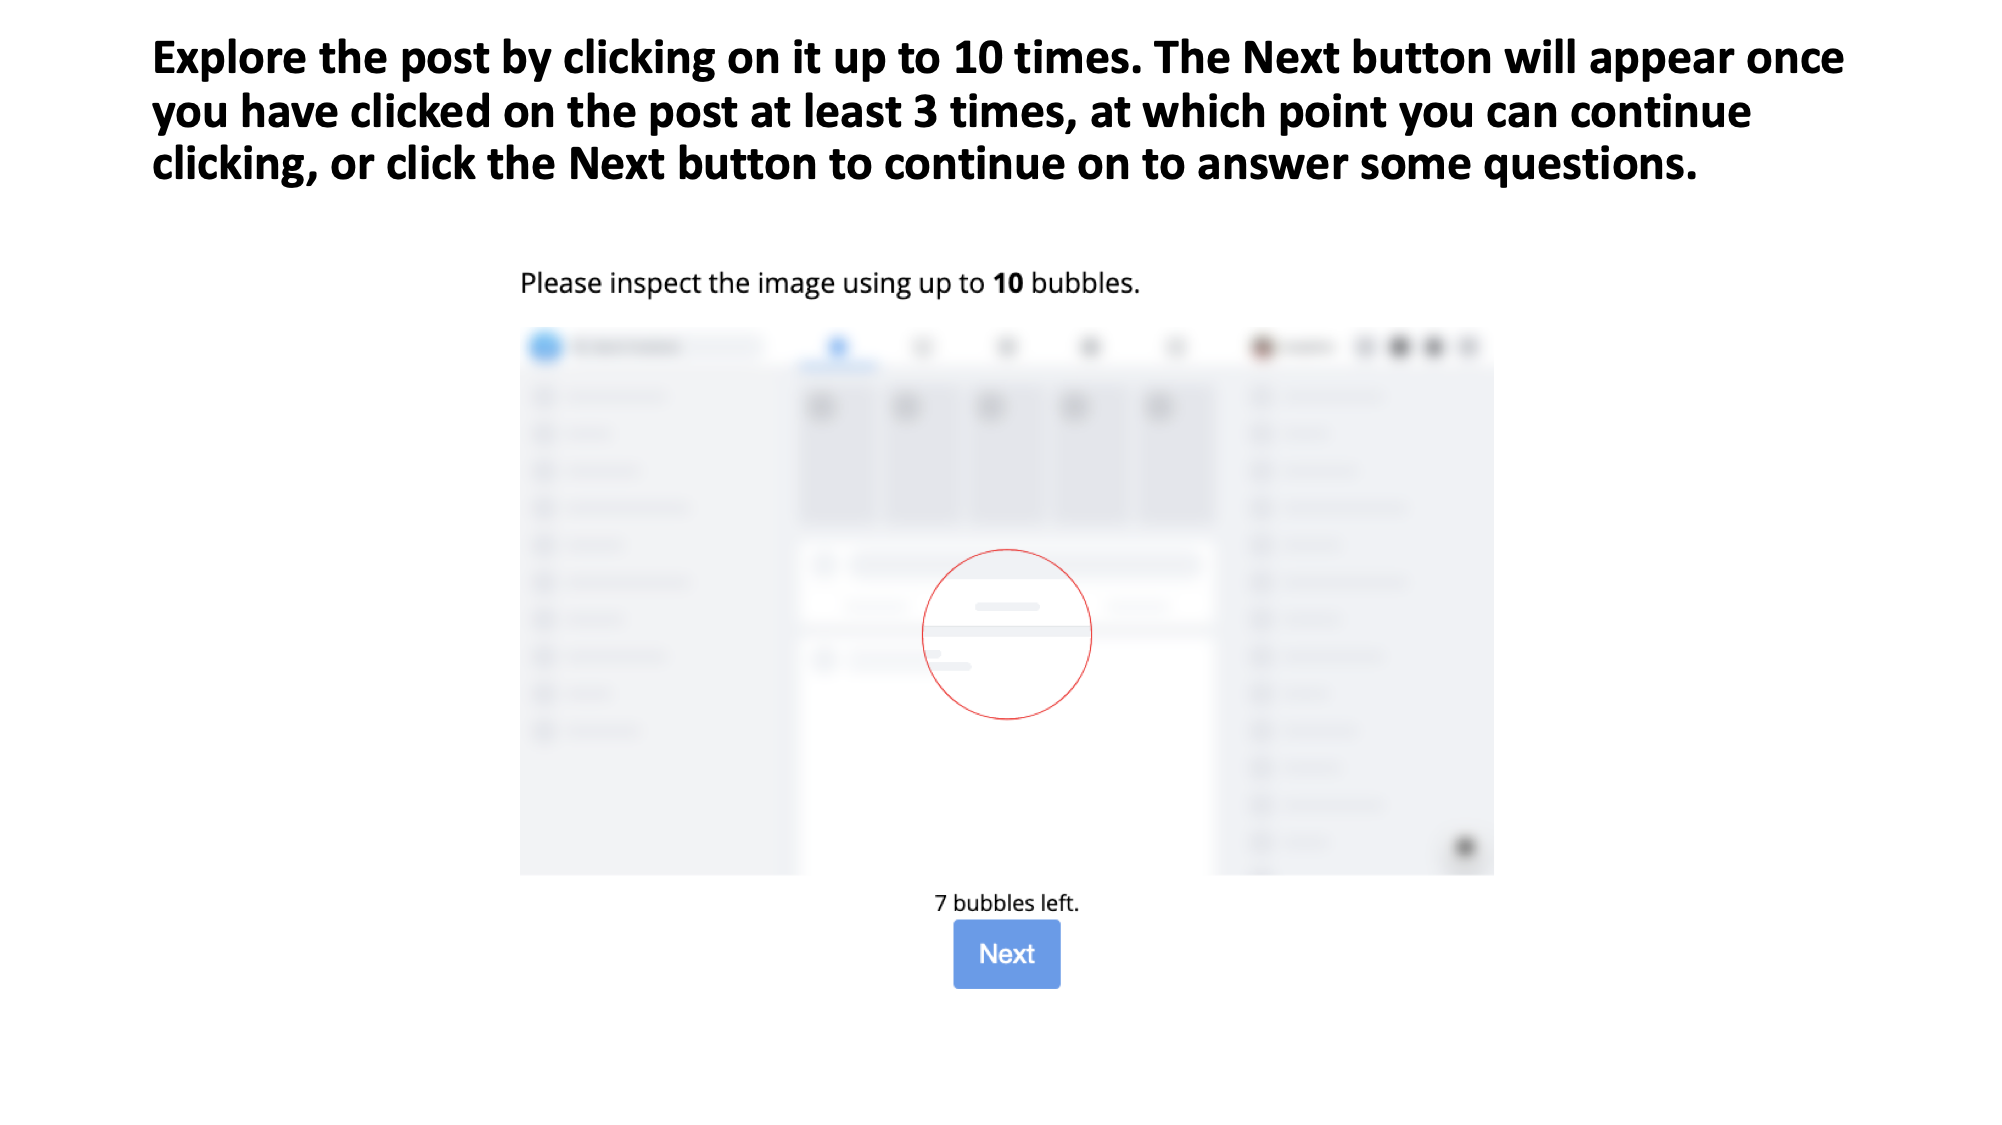 Explore the post by clicking on it up to 10 times. The Next button will appear once
you have clicked on the post at least 3 times, at which point you can continue
clicking, or click the Next button to continue on to answer some questions.
Please inspect the image using up to 10 bubbles.
7 bubbles left.
Next